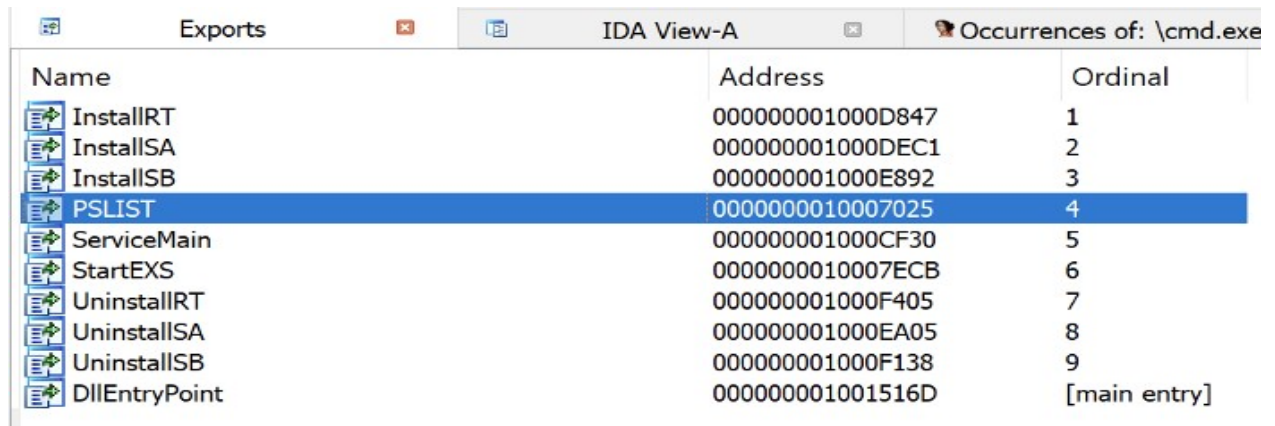 Exports IDA View-A Occurrences of: \cmd.exe
Name Address Ordinal
InstallRT 000000001000D847 1
InstallSA 000000001000DEC1 2
InstallSB 000000001000E892 3
PSLIST 0000000010007025 4
ServiceMain 000000001000CF30 5
StartEXS 0000000010007ECB 6
UninstallRT 000000001000F405 7
UninstallSA 000000001000EA05 8
UninstallSB 000000001000F138 9
DllEntryPoint 000000001001516D [main entry]